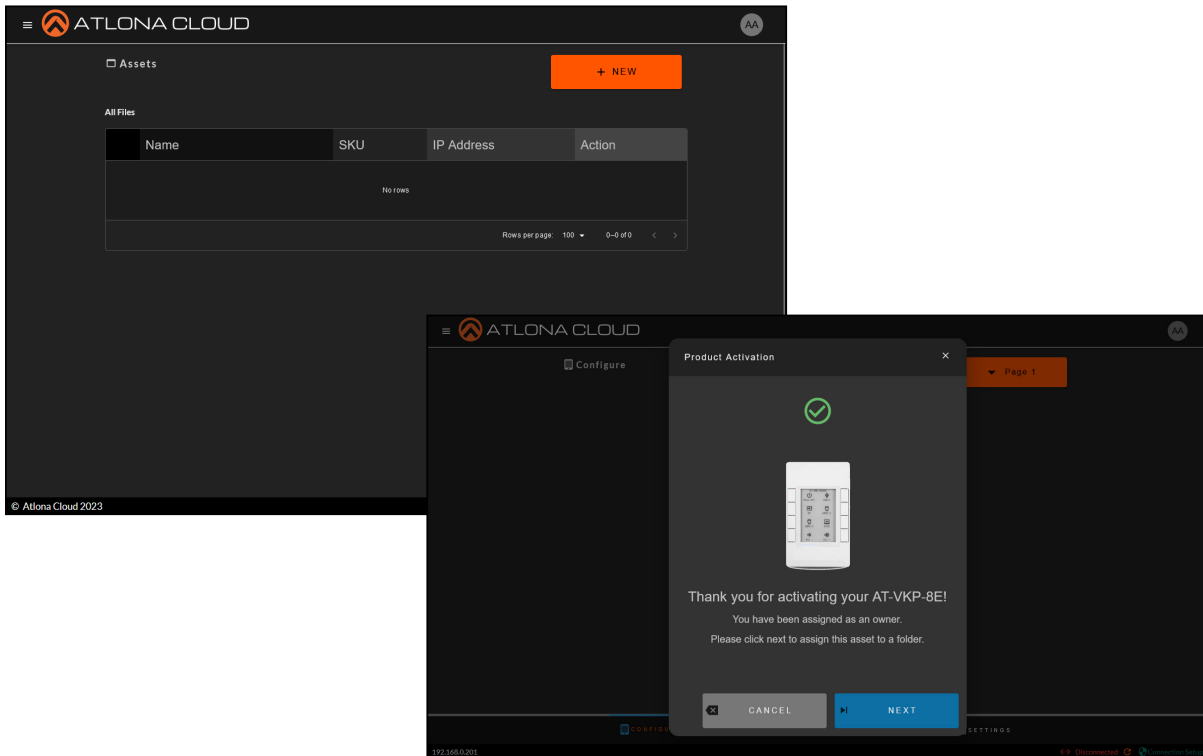 ATLONA CLOUD
AA
Assets
+ NEW
All Files
Name SKU IP Address Action
No rows
Rows per page: 100 0–0 of 0
© Atlona Cloud 2023
ATLONA CLOUD
AA
Configure
Page 1
Product Activation
Thank you for activating your AT-VKP-8E!
You have been assigned as an owner.
Please click next to assign this asset to a folder.
CANCEL NEXT
SETTINGS
192.168.0.201
Disconnected
Connection Setup